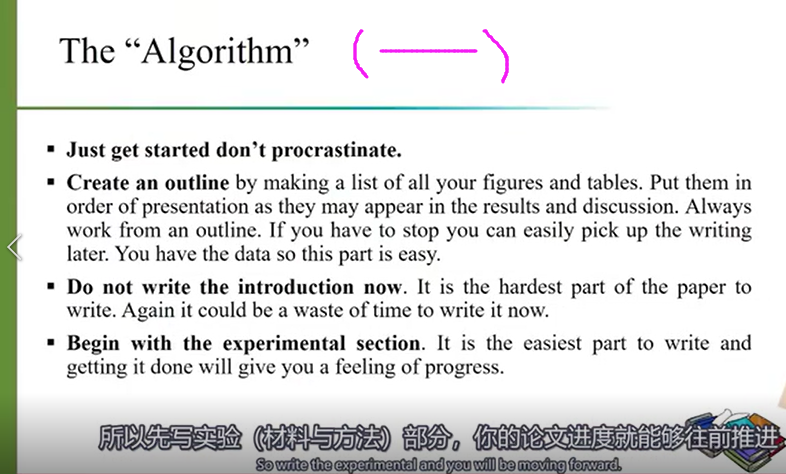 The “Algorithm”
▪ Just get started don’t procrastinate.
▪ Create an outline by making a list of all your figures and tables. Put them in
order of presentation as they may appear in the results and discussion. Always
work from an outline. If you have to stop you can easily pick up the writing
later. You have the data so this part is easy.
▪ Do not write the introduction now. It is the hardest part of the paper to
write. Again it could be a waste of time to write it now.
▪ Begin with the experimental section. It is the easiest part to write and
getting it done will give you a feeling of progress.
所以先写实验（材料与方法）部分，你的论文进度就能够往前推进
So write the experimental and you will be moving forward.